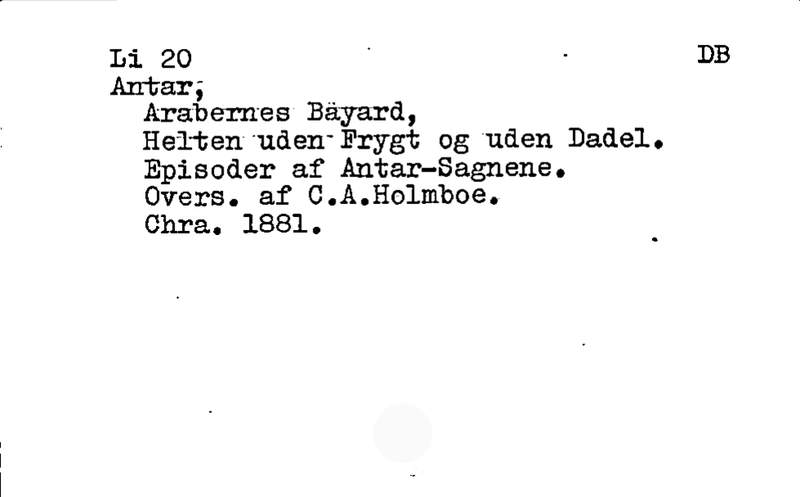 Li 20 DB
Antar,
Arabernes Bayard,
Helten uden Frygt og uden Dadel.
Episoder af Antar-Sagnene.
Overs. af C.A.Holmboe.
Chra. 1881.